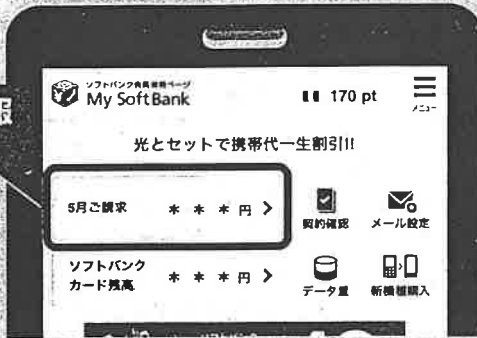 ソフトバンク会員専用ページ
My SoftBank
170 pt
メニュー
光とセットで携帯代一生割引!!
5月ご請求 * * * 円 >
契約確認
メール設定
ソフトバンク
カード残高 * * * 円 >
データ量
新機種購入